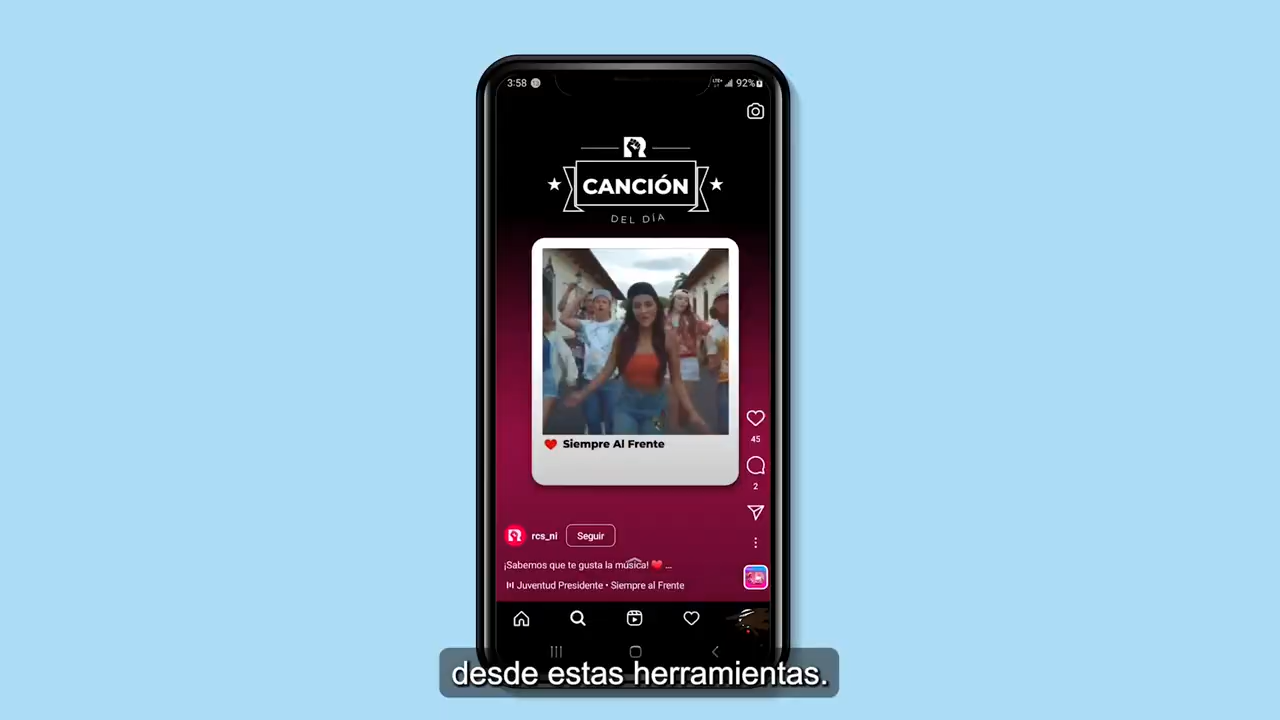 3:58
LTE+ 92%
R
CANCIÓN
DEL DÍA
Siempre Al Frente
45
2
rcs_ni Seguir
¡Sabemos que te gusta la música! ...
Juventud Presidente • Siempre al Frente
desde estas herramientas.